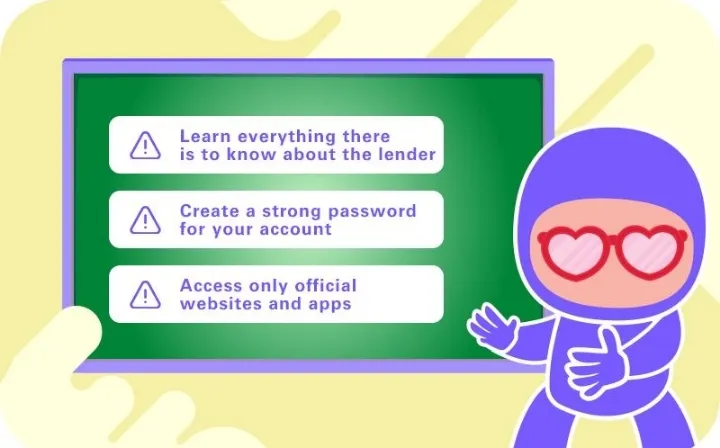 Learn everything there
is to know about the lender
Create a strong password
for your account
Access only official
websites and apps